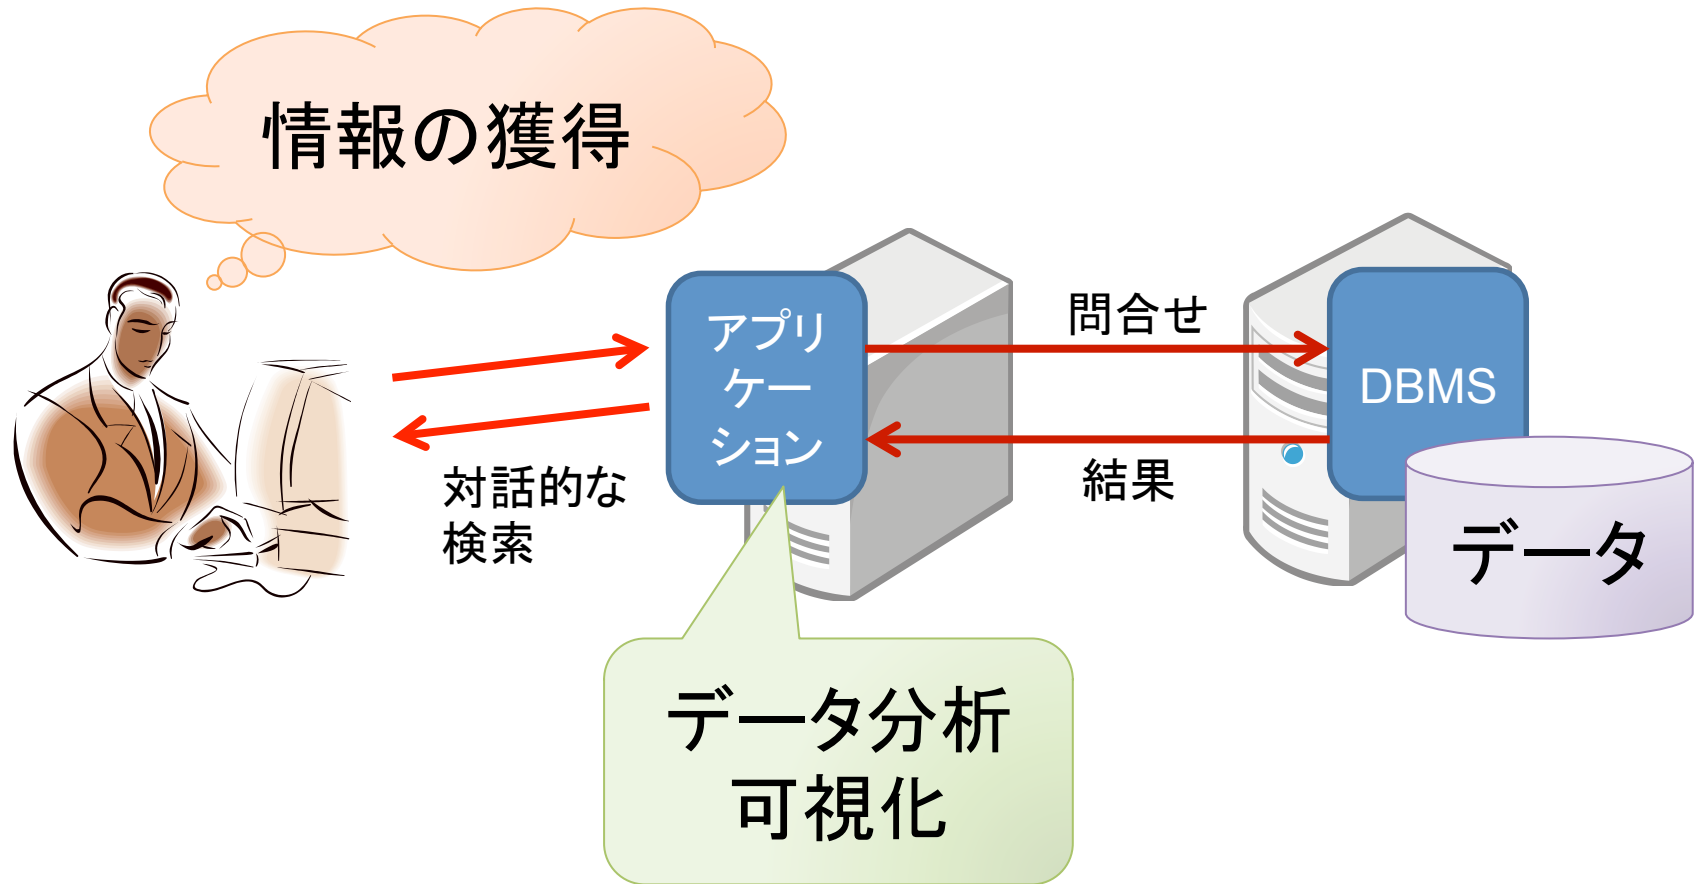 情報の獲得
アプリ
ケー
ション
問合せ
DBMS
対話的な
検索
結果
データ
データ分析
可視化